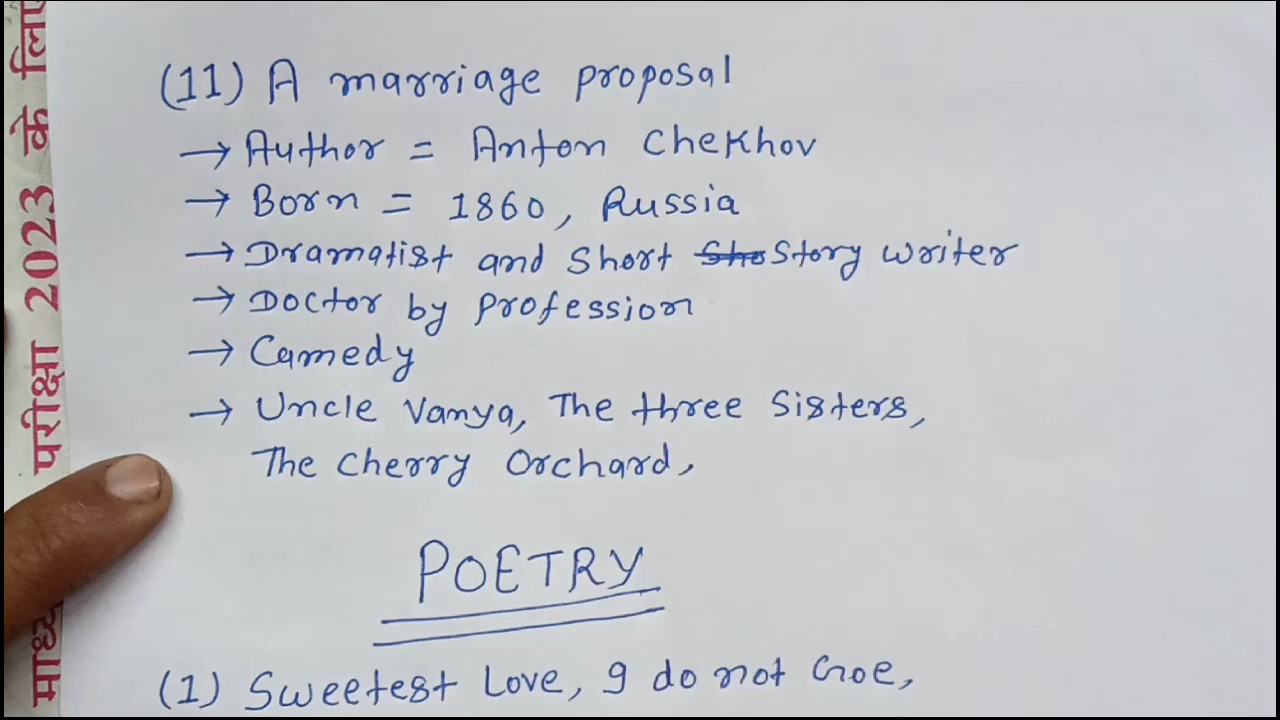 (11) A marriage proposal
→ Author = Anton Chekhov
→ Born = 1860, Russia
→ Dramatist and Short Sho Story writer
→ Doctor by profession
→ Camedy
→ Uncle Vanya, The three Sisters,
The Cherry Orchard,
POETRY
(1) Sweetest Love, I do not Goe,
परीक्षा 2023 के